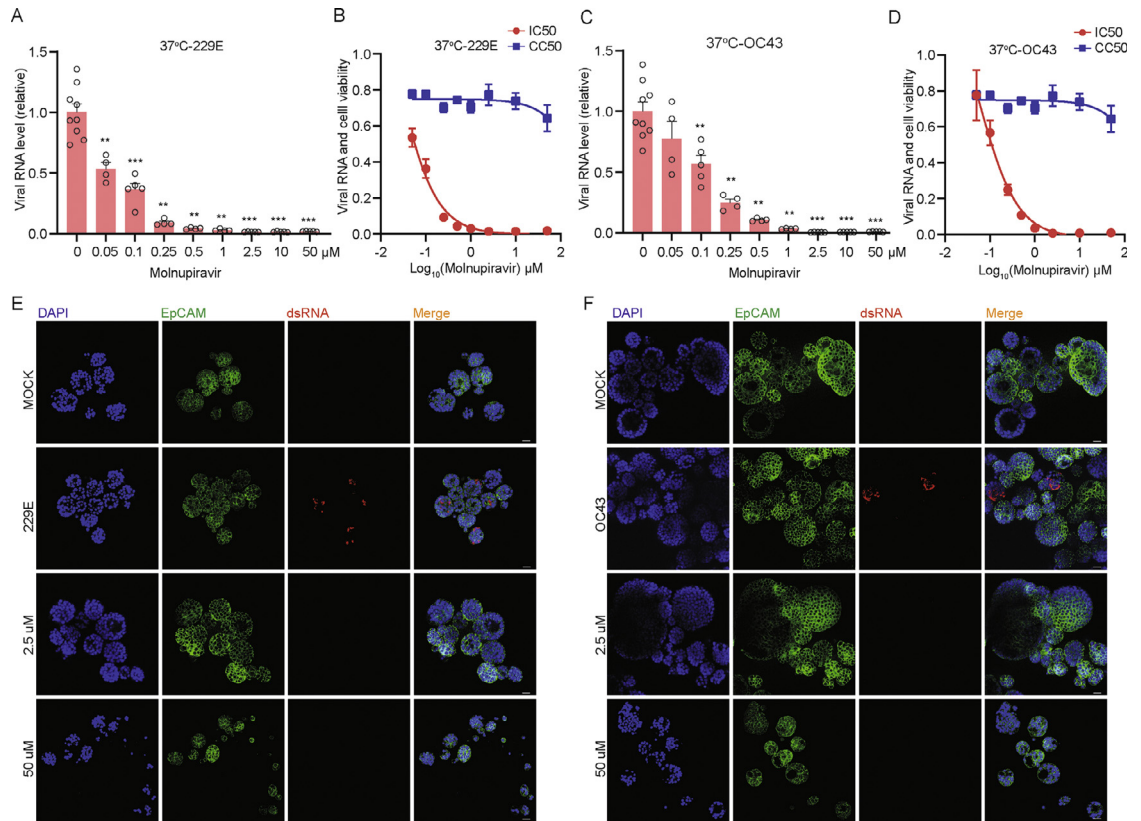 A
37°C-229E
Viral RNA level (relative)
1.5
1.0
0.5
0.0
** *** ** ** ** *** *** ***
0 0.05 0.1 0.25 0.5 1 2.5 10 50 μM
Molnupiravir
B
37°C-229E
IC50
CC50
Viral RNA and celll viability
1.0
0.8
0.6
0.4
0.2
0.0
-2 -1 0 1 2
Log10(Molnupiravir) μM
C
37°C-OC43
Viral RNA level (relative)
1.5
1.0
0.5
0.0
** ** ** ** *** *** ***
0 0.05 0.1 0.25 0.5 1 2.5 10 50 μM
Molnupiravir
D
37°C-OC43
IC50
CC50
Viral RNA and celll viability
1.0
0.8
0.6
0.4
0.2
0.0
-2 -1 0 1 2
Log10(Molnupiravir) μM
E
DAPI EpCAM dsRNA Merge
MOCK
229E
2.5 uM
50 uM
F
DAPI EpCAM dsRNA Merge
MOCK
OC43
2.5 uM
50 uM